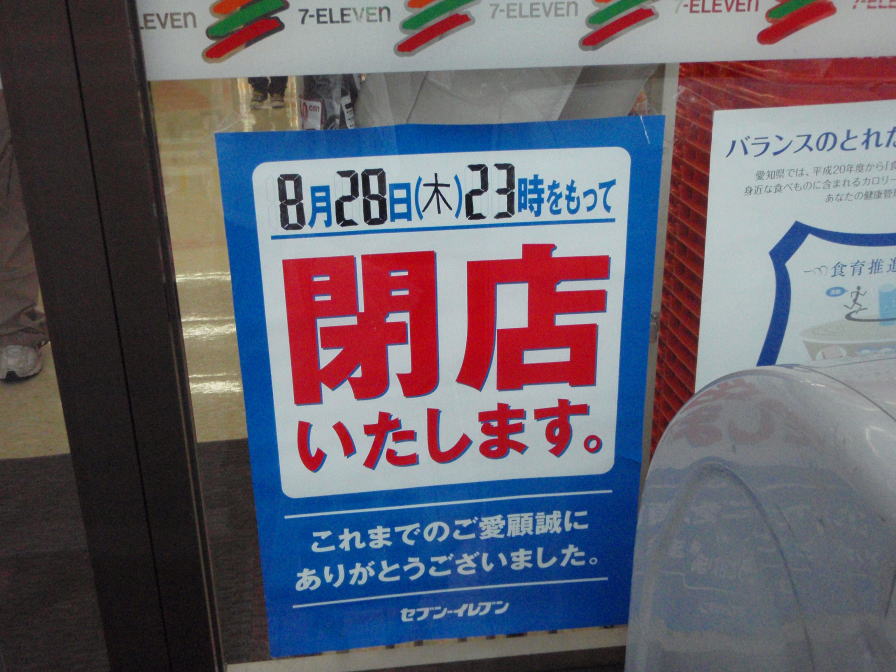 LEVEN 7-ELEVEN 7-ELEVEN 7-ELEVEN
8月28日(木)23時をもって
閉店
いたします。
これまでのご愛顧誠に
ありがとうございました。
セブン-イレブン
バランスのとれた
愛知県では、平成20年度から「食
身近な食べものに含まれるカロリー
あなたの健康管理
食育推進